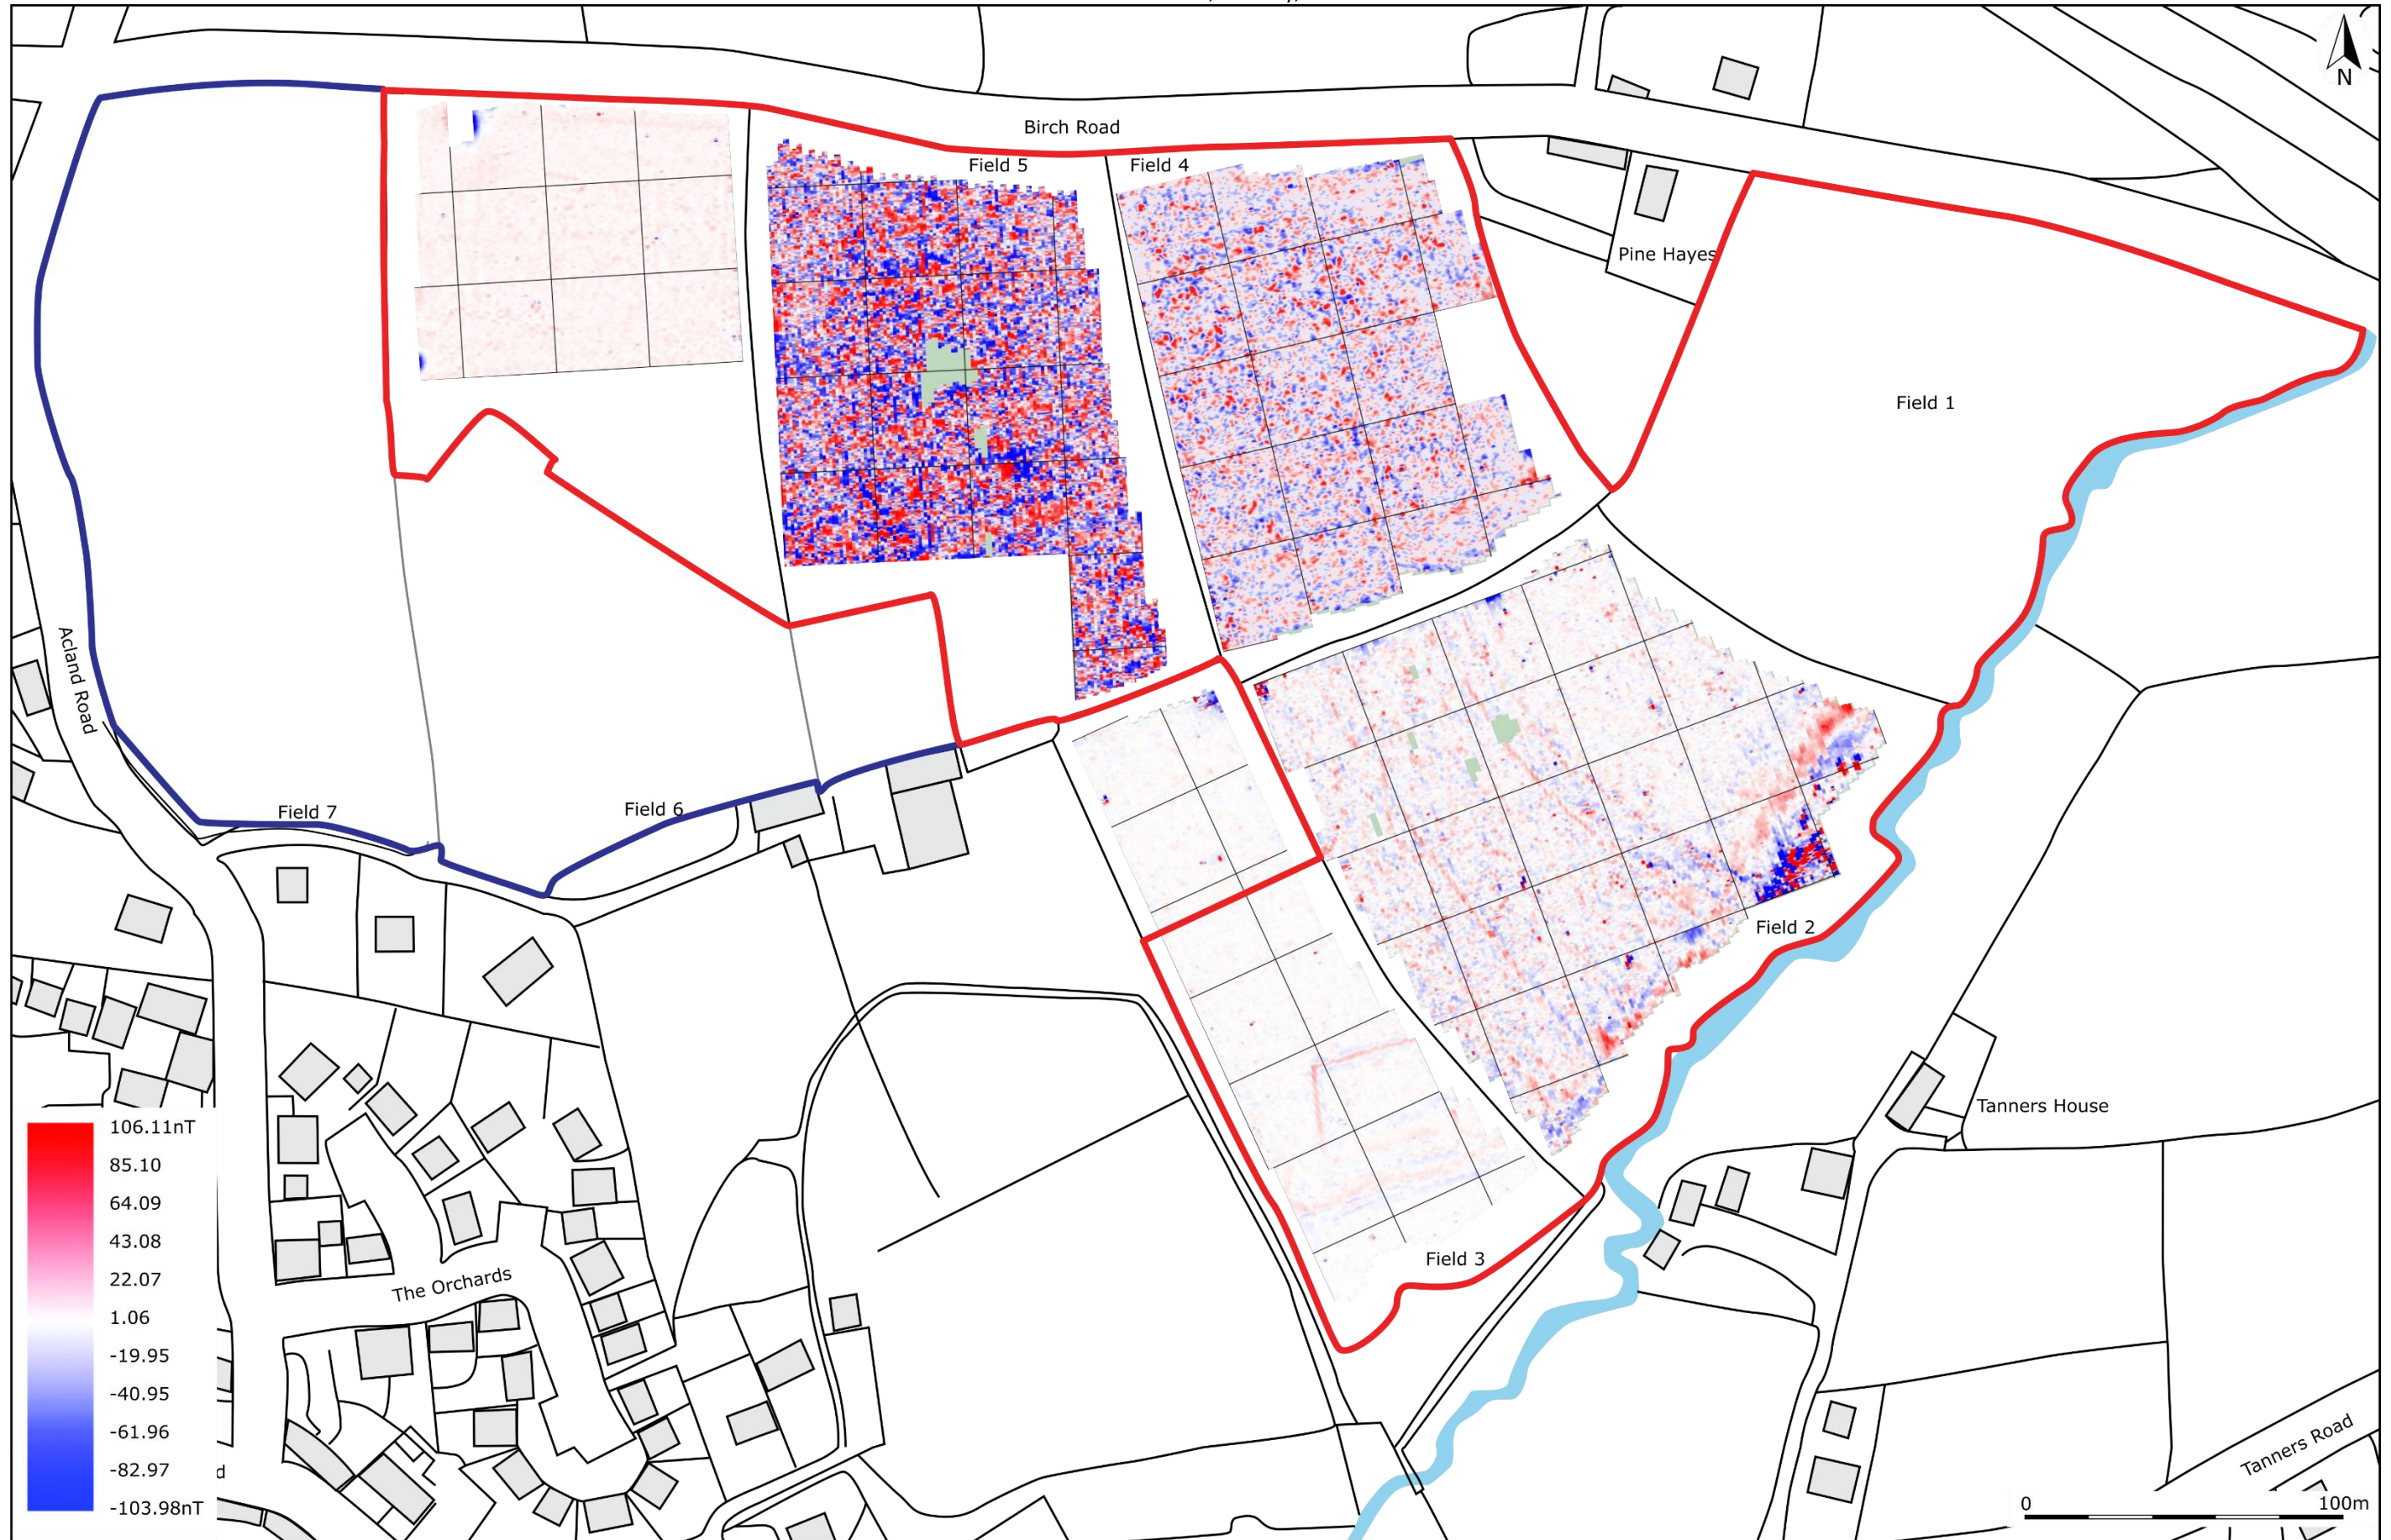 N
Birch Road
Field 5
Field 4
Pine Hayes
Field 1
Acland Road
Field 7
Field 6
Field 2
Tanners House
Field 3
The Orchards
106.11nT
85.10
64.09
43.08
22.07
1.06
-19.95
-40.95
-61.96
-82.97
-103.98nT
d
Tanners Road
0
100m